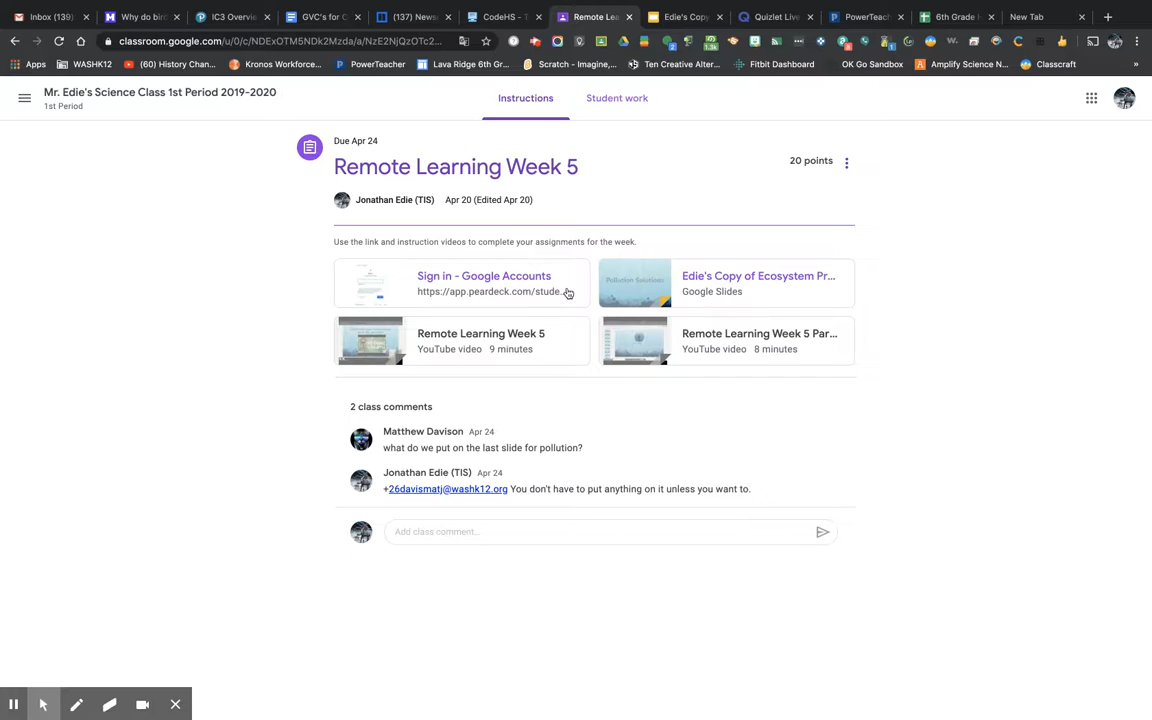 Inbox (139)
Why do bir
IC3 Overvie
GVC's for C
(137) News
CodeHS - T
Remote Lea
Edie's Copy
Quizlet Live
PowerTeach
6th Grade H
New Tab
classroom.google.com/u/0/c/NDExOTM5NDk2Mzda/a/NzE2NjQzOTc2...
Apps
WASHK12
(60) History Chan...
Kronos Workforce...
PowerTeacher
Lava Ridge 6th Gr...
Scratch - Imagine,...
Ten Creative Alter...
Fitbit Dashboard
OK Go Sandbox
Amplify Science N...
Classcraft
»
Mr. Edie's Science Class 1st Period 2019-2020
1st Period
Instructions
Student work
Due Apr 24
Remote Learning Week 5
20 points
Jonathan Edie (TIS) Apr 20 (Edited Apr 20)
Use the link and instruction videos to complete your assignments for the week.
Sign in - Google Accounts
https://app.peardeck.com/stude...
Pollution Solutions
Edie's Copy of Ecosystem Pr...
Google Slides
Remote Learning Week 5
YouTube video 9 minutes
Remote Learning Week 5 Par...
YouTube video 8 minutes
2 class comments
Matthew Davison Apr 24
what do we put on the last slide for pollution?
Jonathan Edie (TIS) Apr 24
+26davismatj@washk12.org You don't have to put anything on it unless you want to.
Add class comment...